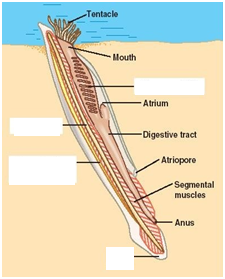 Tentacle
Mouth
Atrium
Digestive tract
Atriopore
Segmental
muscles
Anus